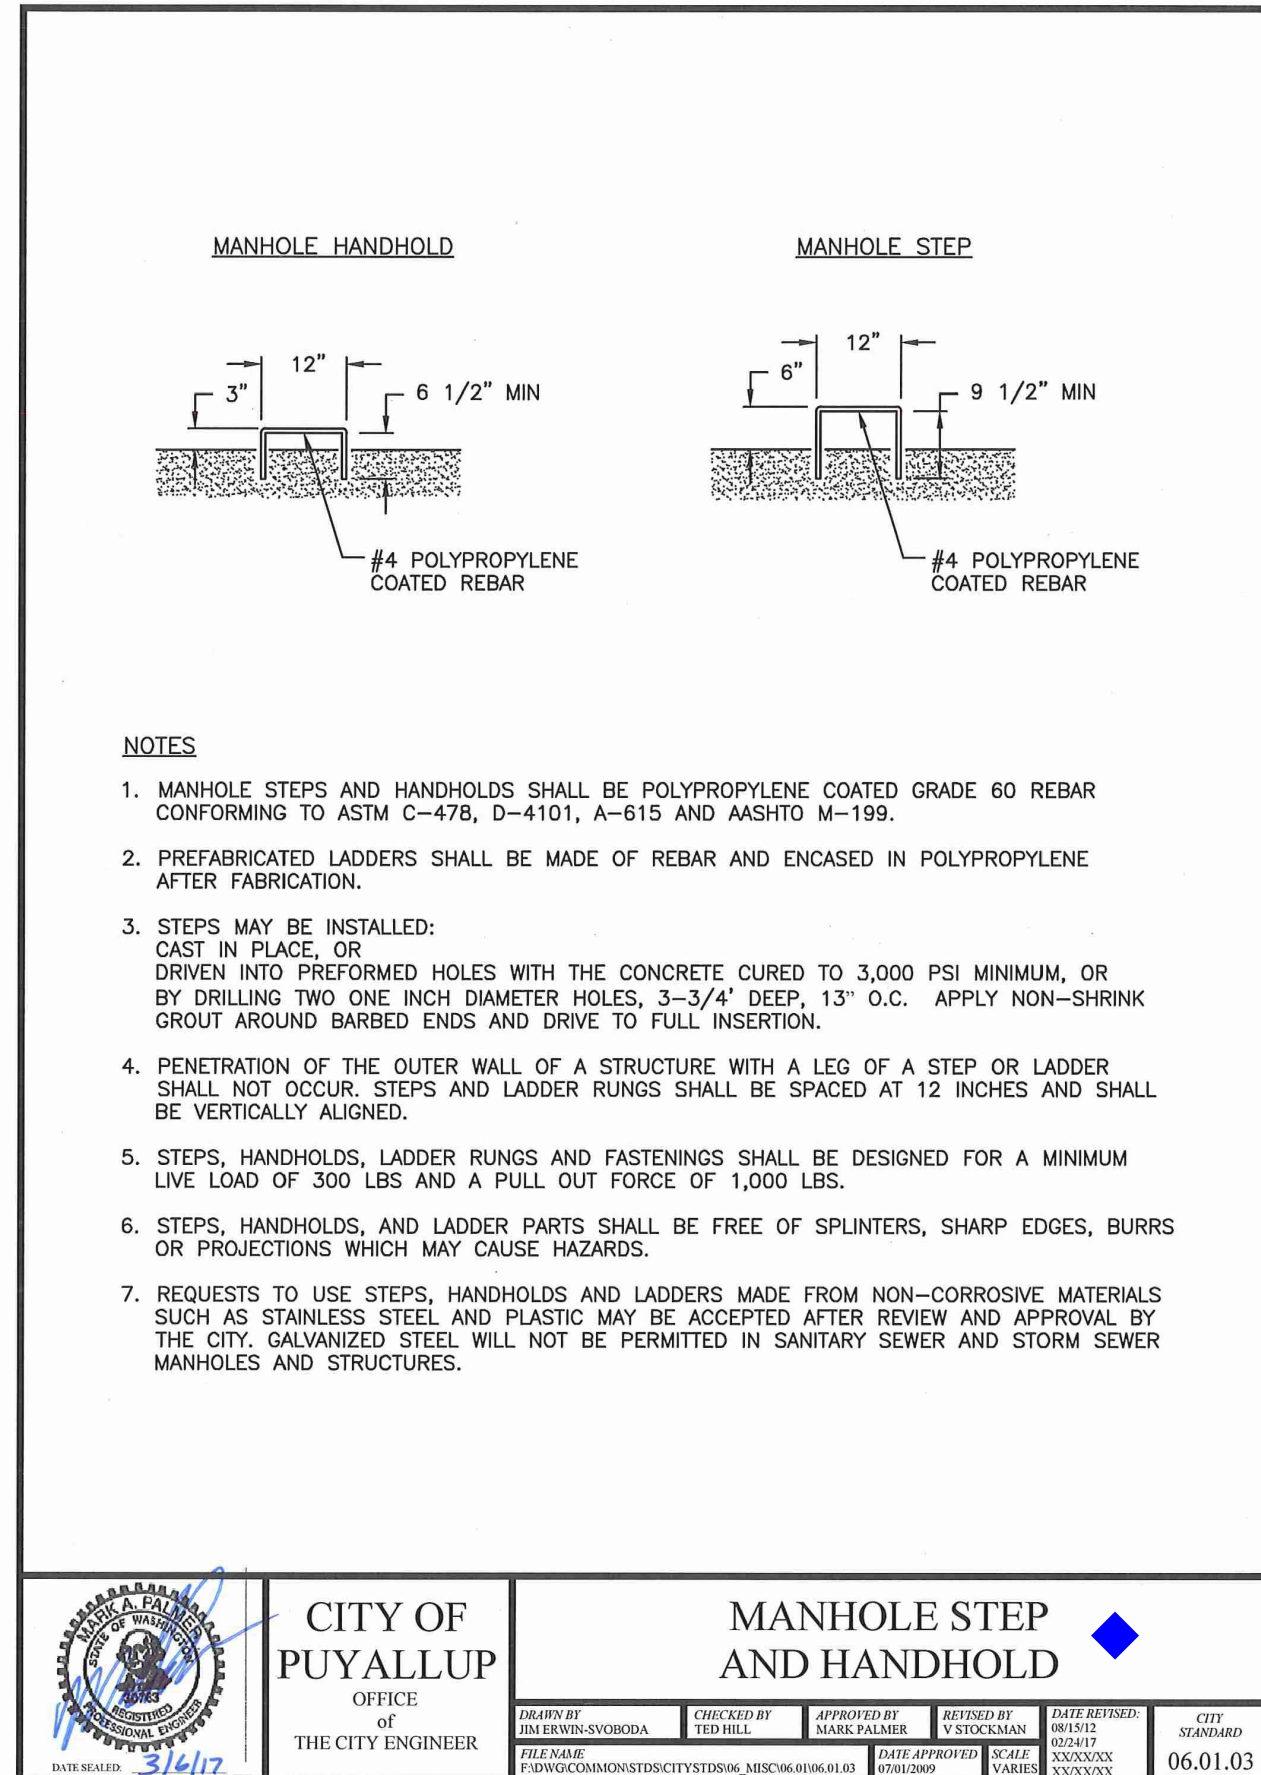 MANHOLE HANDHOLD
MANHOLE STEP
12"
3"
6 1/2" MIN
#4 POLYPROPYLENE
COATED REBAR
12"
6"
9 1/2" MIN
#4 POLYPROPYLENE
COATED REBAR
NOTES
1. MANHOLE STEPS AND HANDHOLDS SHALL BE POLYPROPYLENE COATED GRADE 60 REBAR
CONFORMING TO ASTM C-478, D-4101, A-615 AND AASHTO M-199.
2. PREFABRICATED LADDERS SHALL BE MADE OF REBAR AND ENCASED IN POLYPROPYLENE
AFTER FABRICATION.
3. STEPS MAY BE INSTALLED:
CAST IN PLACE, OR
DRIVEN INTO PREFORMED HOLES WITH THE CONCRETE CURED TO 3,000 PSI MINIMUM, OR
BY DRILLING TWO ONE INCH DIAMETER HOLES, 3-3/4' DEEP, 13" O.C. APPLY NON-SHRINK
GROUT AROUND BARBED ENDS AND DRIVE TO FULL INSERTION.
4. PENETRATION OF THE OUTER WALL OF A STRUCTURE WITH A LEG OF A STEP OR LADDER
SHALL NOT OCCUR. STEPS AND LADDER RUNGS SHALL BE SPACED AT 12 INCHES AND SHALL
BE VERTICALLY ALIGNED.
5. STEPS, HANDHOLDS, LADDER RUNGS AND FASTENINGS SHALL BE DESIGNED FOR A MINIMUM
LIVE LOAD OF 300 LBS AND A PULL OUT FORCE OF 1,000 LBS.
6. STEPS, HANDHOLDS, AND LADDER PARTS SHALL BE FREE OF SPLINTERS, SHARP EDGES, BURRS
OR PROJECTIONS WHICH MAY CAUSE HAZARDS.
7. REQUESTS TO USE STEPS, HANDHOLDS AND LADDERS MADE FROM NON-CORROSIVE MATERIALS
SUCH AS STAINLESS STEEL AND PLASTIC MAY BE ACCEPTED AFTER REVIEW AND APPROVAL BY
THE CITY. GALVANIZED STEEL WILL NOT BE PERMITTED IN SANITARY SEWER AND STORM SEWER
MANHOLES AND STRUCTURES.
MARK A. PALMER
STATE OF WASHINGTON
30763
REGISTERED
PROFESSIONAL ENGINEER
DATE SEALED: 3/6/17
CITY OF
PUYALLUP
OFFICE
of
THE CITY ENGINEER
MANHOLE STEP
AND HANDHOLD
DRAWN BY
JIM ERWIN-SVOBODA
CHECKED BY
TED HILL
APPROVED BY
MARK PALMER
REVISED BY
V STOCKMAN
DATE REVISED:
08/15/12
02/24/17
XX/XX/XX
XX/XX/XX
FILE NAME
F:\DWG\COMMON\STDS\CITYSTDS\06_MISC\06.01\06.01.03
DATE APPROVED
07/01/2009
SCALE
VARIES
CITY
STANDARD
06.01.03